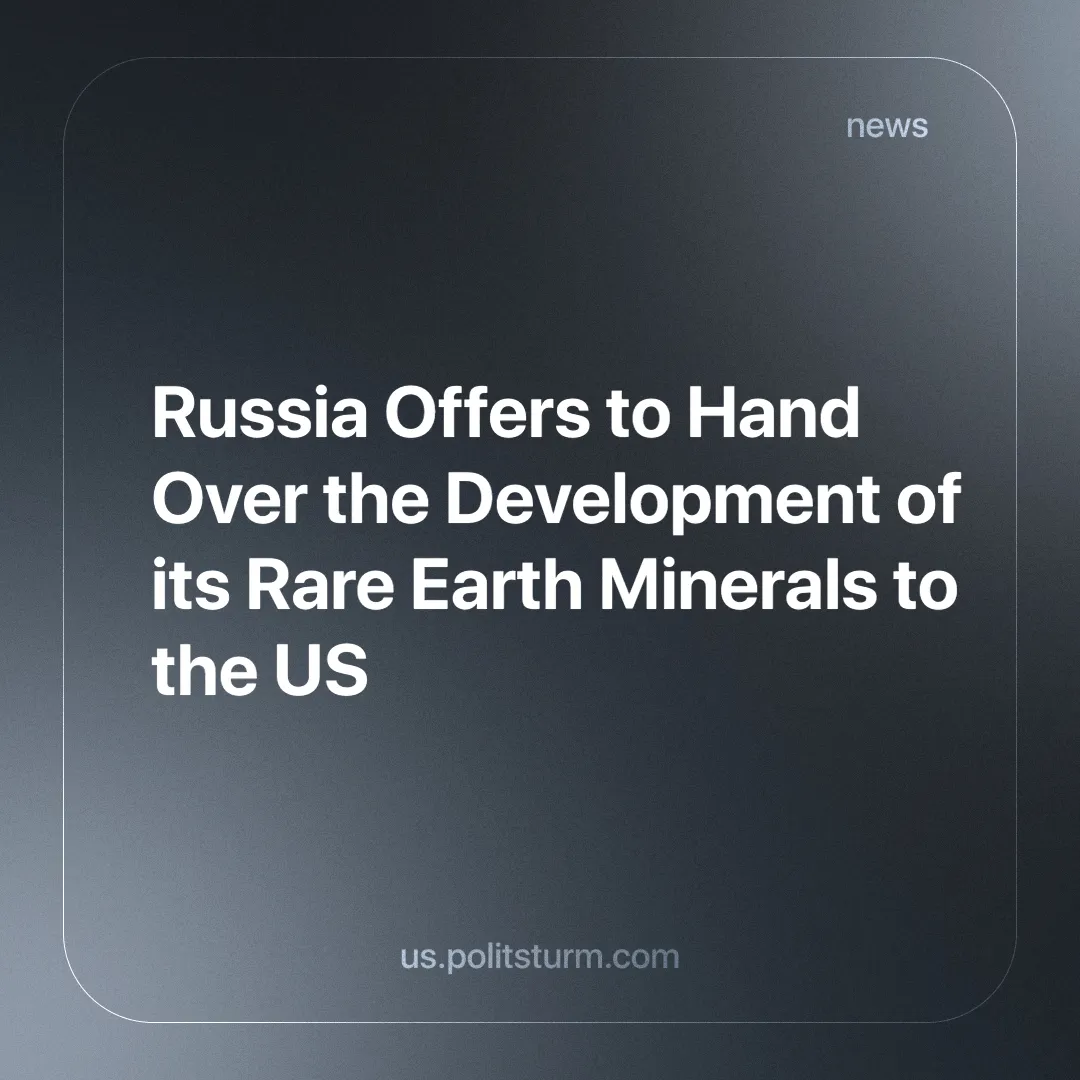 news
Russia Offers to Hand
Over the Development of
its Rare Earth Minerals to
the US
us.politsturm.com